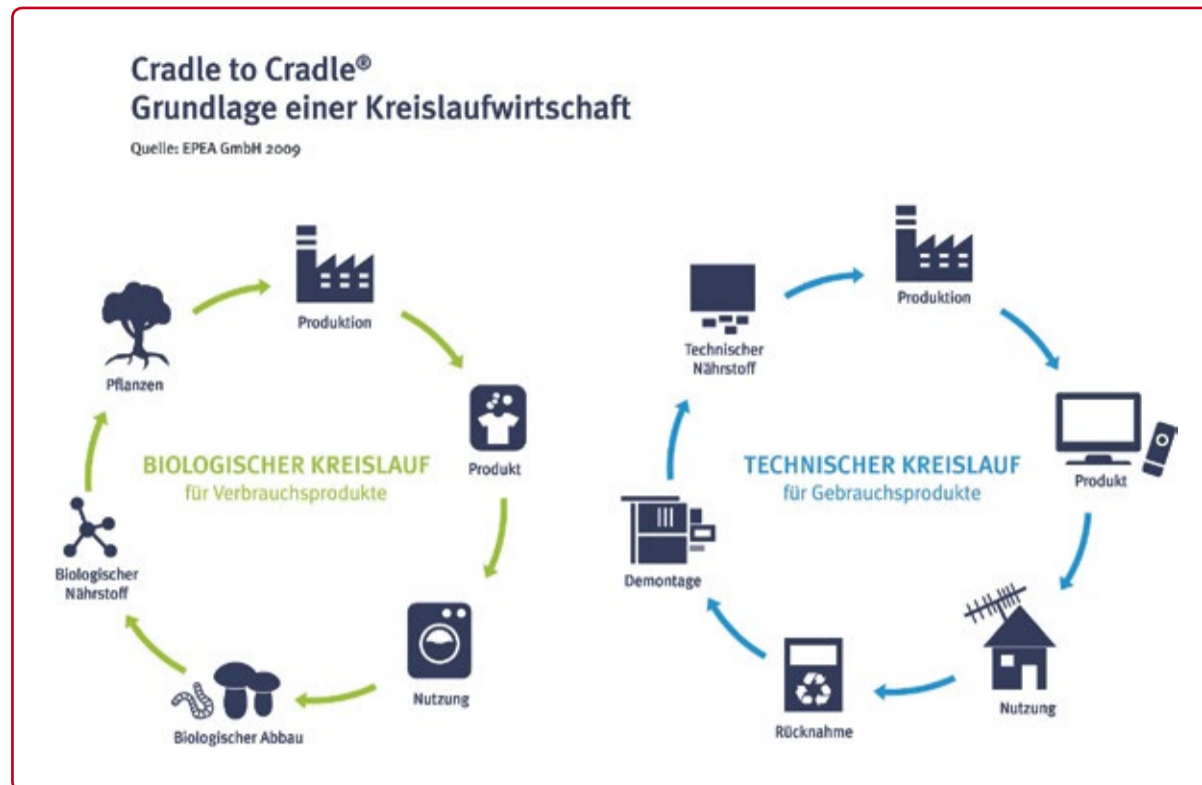 Cradle to Cradle®
Grundlage einer Kreislaufwirtschaft
Quelle: EPEA GmbH 2009
Produktion
Pflanzen
Produkt
BIOLOGISCHER KREISLAUF
für Verbrauchsprodukte
Biologischer
Nährstoff
Nutzung
Biologischer Abbau
Produktion
Technischer
Nährstoff
Produkt
TECHNISCHER KREISLAUF
für Gebrauchsprodukte
Demontage
Nutzung
Rücknahme